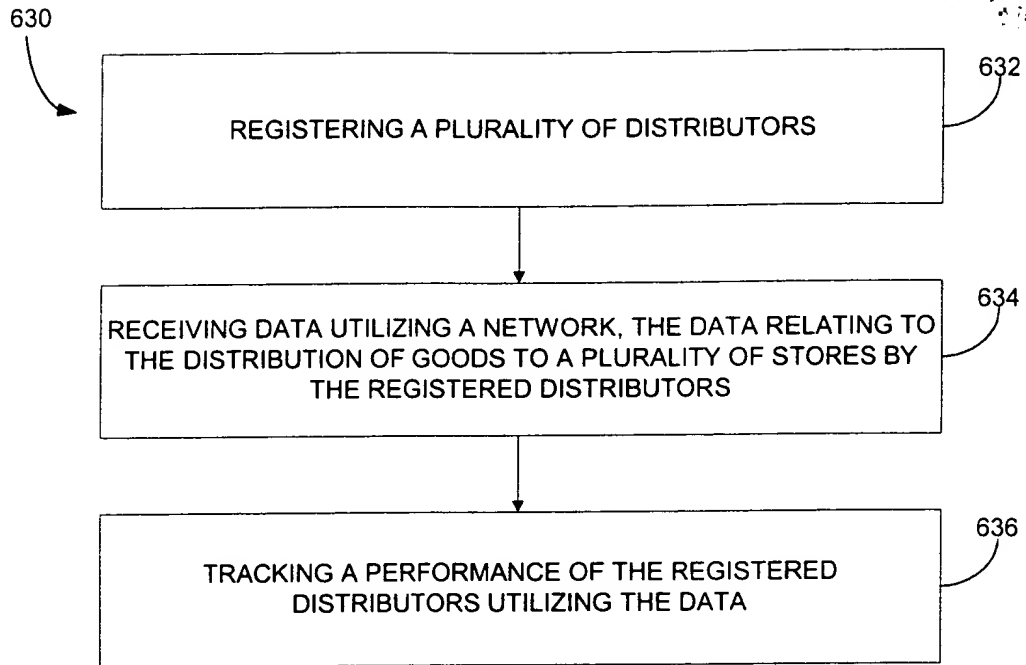 630
632
REGISTERING A PLURALITY OF DISTRIBUTORS
634
RECEIVING DATA UTILIZING A NETWORK, THE DATA RELATING TO
THE DISTRIBUTION OF GOODS TO A PLURALITY OF STORES BY
THE REGISTERED DISTRIBUTORS
636
TRACKING A PERFORMANCE OF THE REGISTERED
DISTRIBUTORS UTILIZING THE DATA